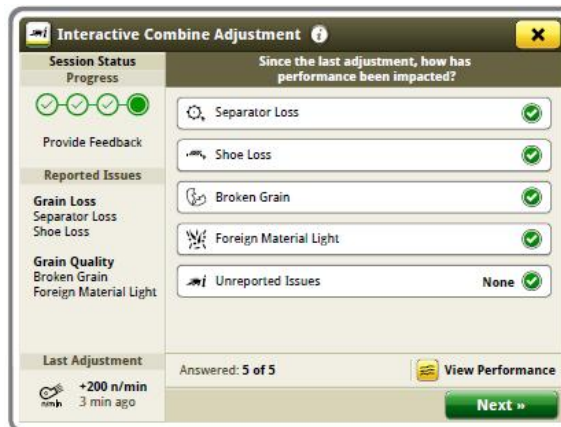 Interactive Combine Adjustment
Session Status
Progress
Provide Feedback
Reported Issues
Grain Loss
Separator Loss
Shoe Loss
Grain Quality
Broken Grain
Foreign Material Light
Last Adjustment
+200 n/min
3 min ago
n/min
Since the last adjustment, how has
performance been impacted?
Separator Loss
Shoe Loss
Broken Grain
Foreign Material Light
Unreported Issues None
Answered: 5 of 5
View Performance
Next »